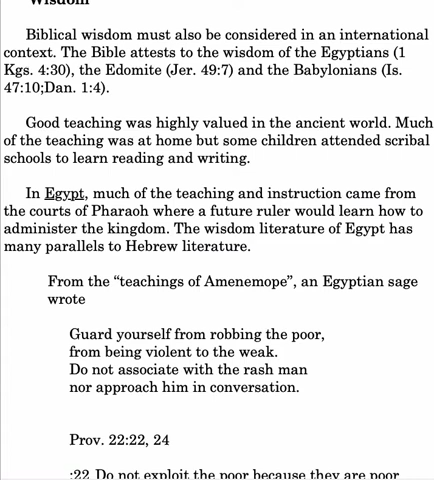 Wisdom
Biblical wisdom must also be considered in an international
context. The Bible attests to the wisdom of the Egyptians (1
Kgs. 4:30), the Edomite (Jer. 49:7) and the Babylonians (Is.
47:10;Dan. 1:4).
Good teaching was highly valued in the ancient world. Much
of the teaching was at home but some children attended scribal
schools to learn reading and writing.
In Egypt, much of the teaching and instruction came from
the courts of Pharaoh where a future ruler would learn how to
administer the kingdom. The wisdom literature of Egypt has
many parallels to Hebrew literature.
From the “teachings of Amenemope”, an Egyptian sage
wrote
Guard yourself from robbing the poor,
from being violent to the weak.
Do not associate with the rash man
nor approach him in conversation.
Prov. 22:22, 24
:22 Do not exploit the poor because they are poor